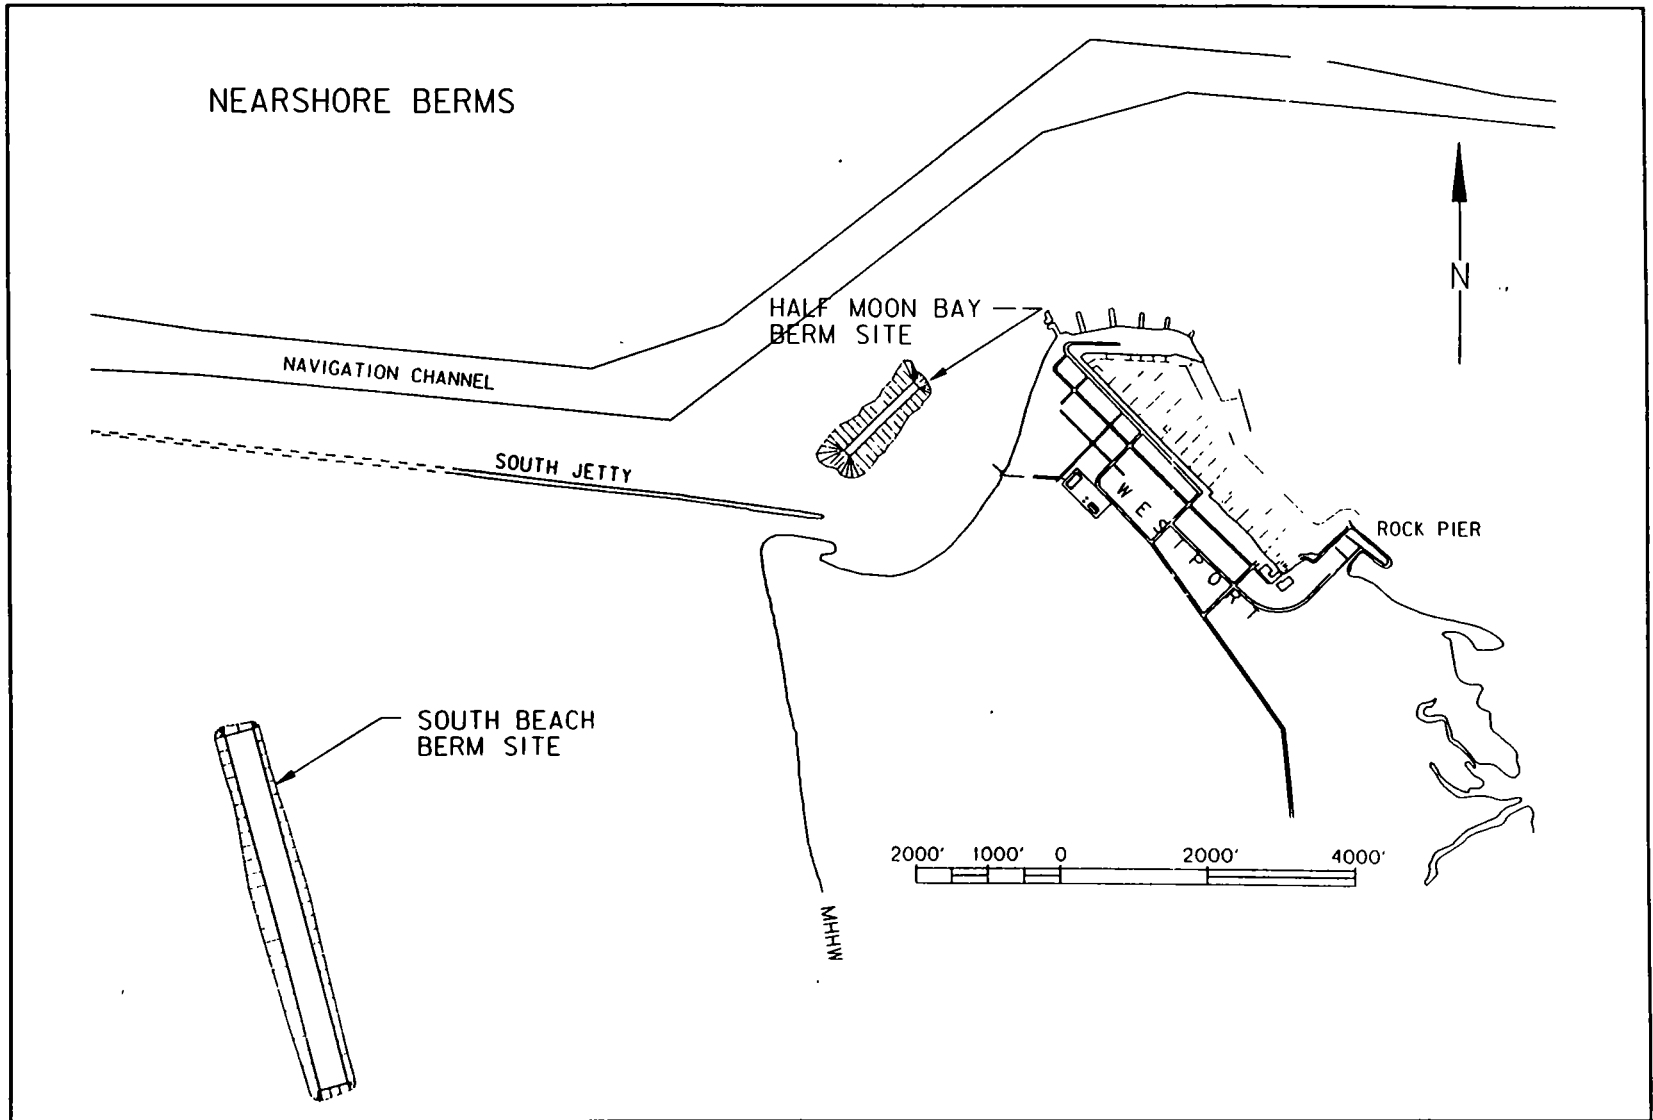 NEARSHORE BERMS
N
HALF MOON BAY
BERM SITE
NAVIGATION CHANNEL
SOUTH JETTY
WESTPOR
ROCK PIER
SOUTH BEACH
BERM SITE
2000' 1000' 0 2000' 4000'
MHHW